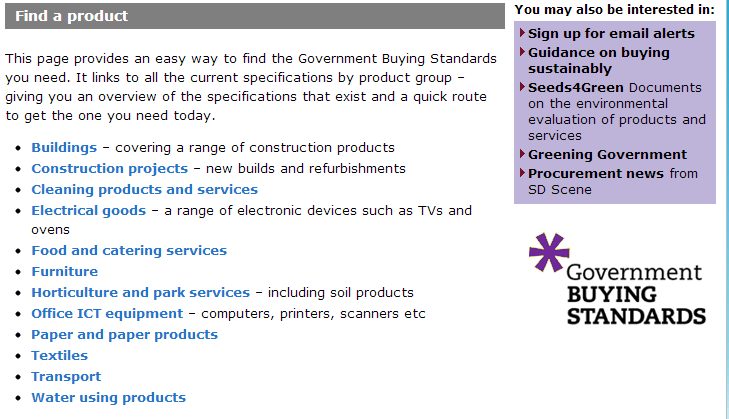 Find a product
This page provides an easy way to find the Government Buying Standards
you need. It links to all the current specifications by product group –
giving you an overview of the specifications that exist and a quick route
to get the one you need today.
Buildings – covering a range of construction products
Construction projects – new builds and refurbishments
Cleaning products and services
Electrical goods – a range of electronic devices such as TVs and
ovens
Food and catering services
Furniture
Horticulture and park services – including soil products
Office ICT equipment – computers, printers, scanners etc
Paper and paper products
Textiles
Transport
Water using products
You may also be interested in:
Sign up for email alerts
Guidance on buying
sustainably
Seeds4Green Documents
on the environmental
evaluation of products and
services
Greening Government
Procurement news from
SD Scene
Government
BUYING
STANDARDS